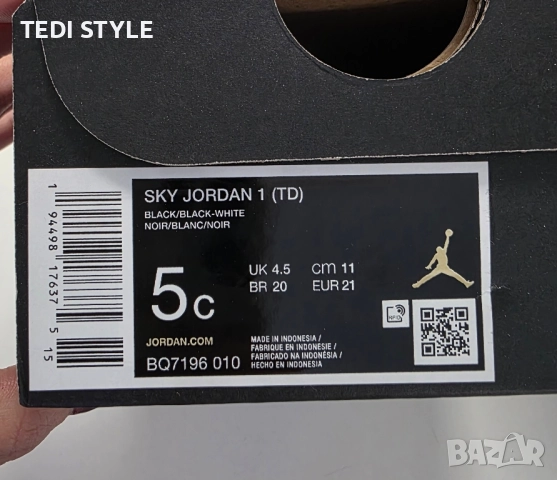 TEDI STYLE
SKY JORDAN 1 (TD)
BLACK/BLACK-WHITE
NOIR/BLANC/NOIR
5c
UK 4.5 cm 11
BR 20 EUR 21
JORDAN.COM
BQ7196 010
MADE IN INDONESIA /
FABRIQUE EN INDONESIE /
FABRICADO NA INDONÉSIA /
HECHO EN INDONESIA
1 94498 17637 5 15
BAZAR